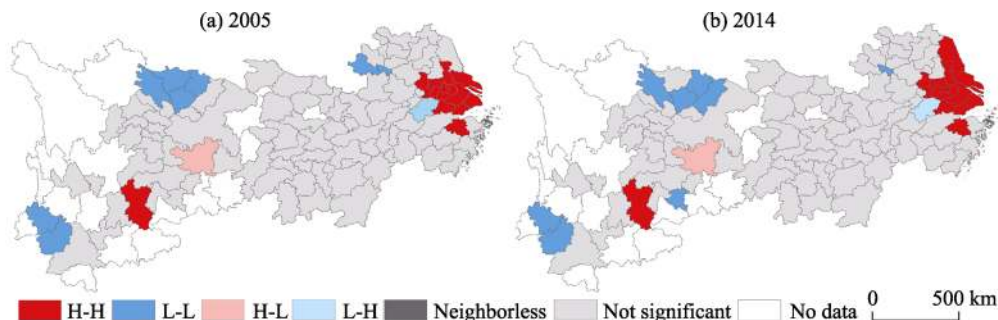 (a) 2005
(b) 2014
H-H L-L H-L L-H Neighborless Not significant No data
0 500 km